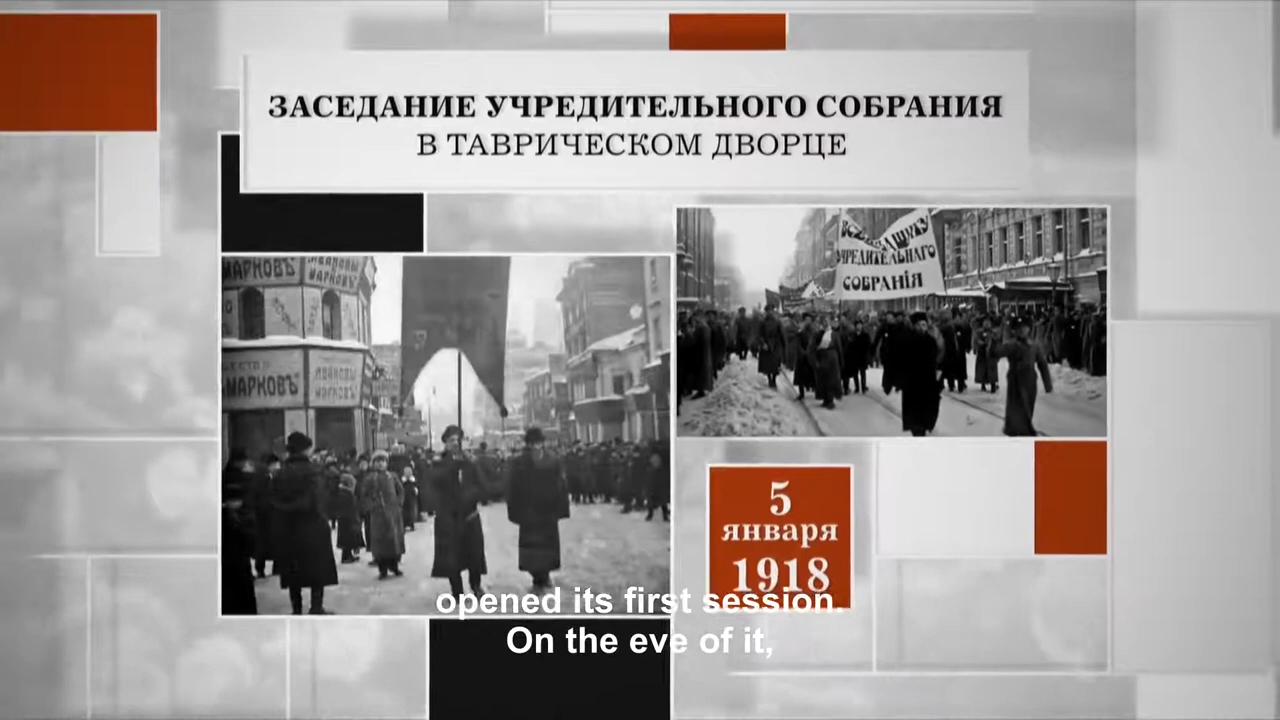 ЗАСЕДАНИЕ УЧРЕДИТЕЛЬНОГО СОБРАНИЯ
В ТАВРИЧЕСКОМ ДВОРЦЕ
МАРКОВЪ
МАРКОВЪ
МАРКОВЪ
УЧРЕДИТЕЛЬНАГО
СОБРАНІЯ
5
января
1918
opened its first session.
On the eve of it,